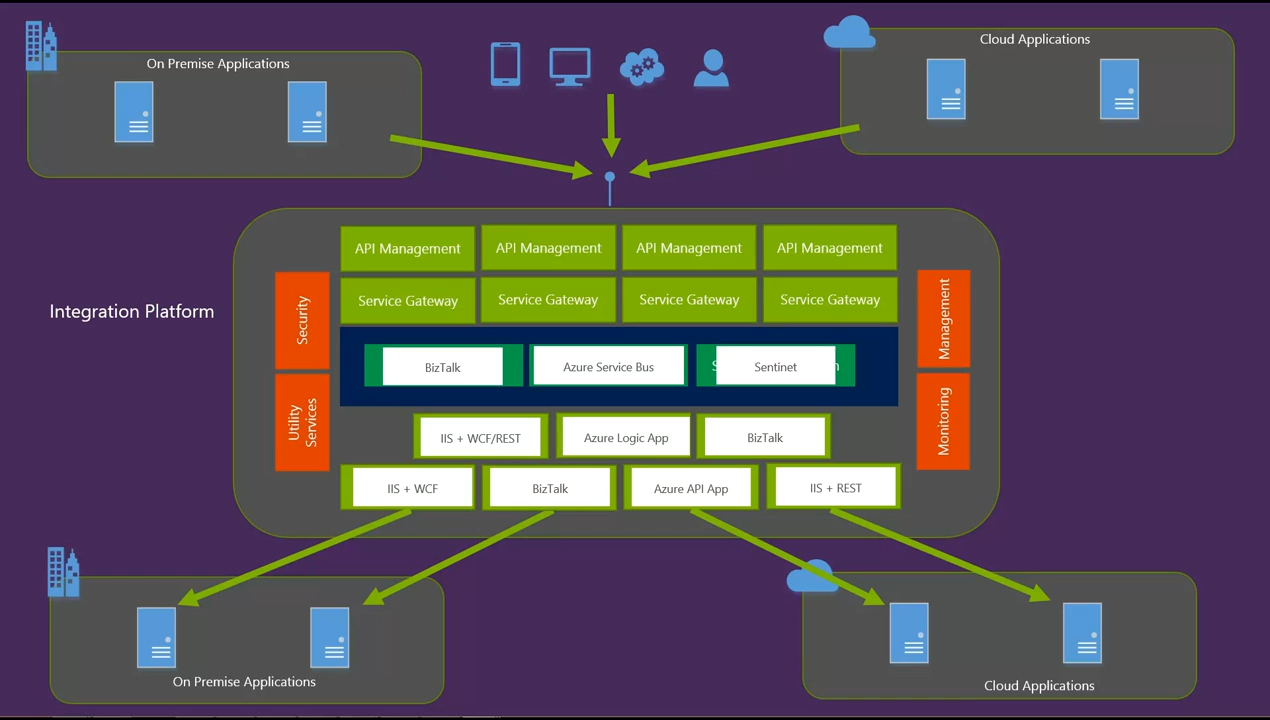 On Premise Applications
Cloud Applications
Integration Platform
API Management
API Management
API Management
API Management
Service Gateway
Service Gateway
Service Gateway
Service Gateway
Security
Management
BizTalk
Azure Service Bus
Sentinet
Utility
Services
Monitoring
IIS + WCF/REST
Azure Logic App
BizTalk
IIS + WCF
BizTalk
Azure API App
IIS + REST
On Premise Applications
Cloud Applications